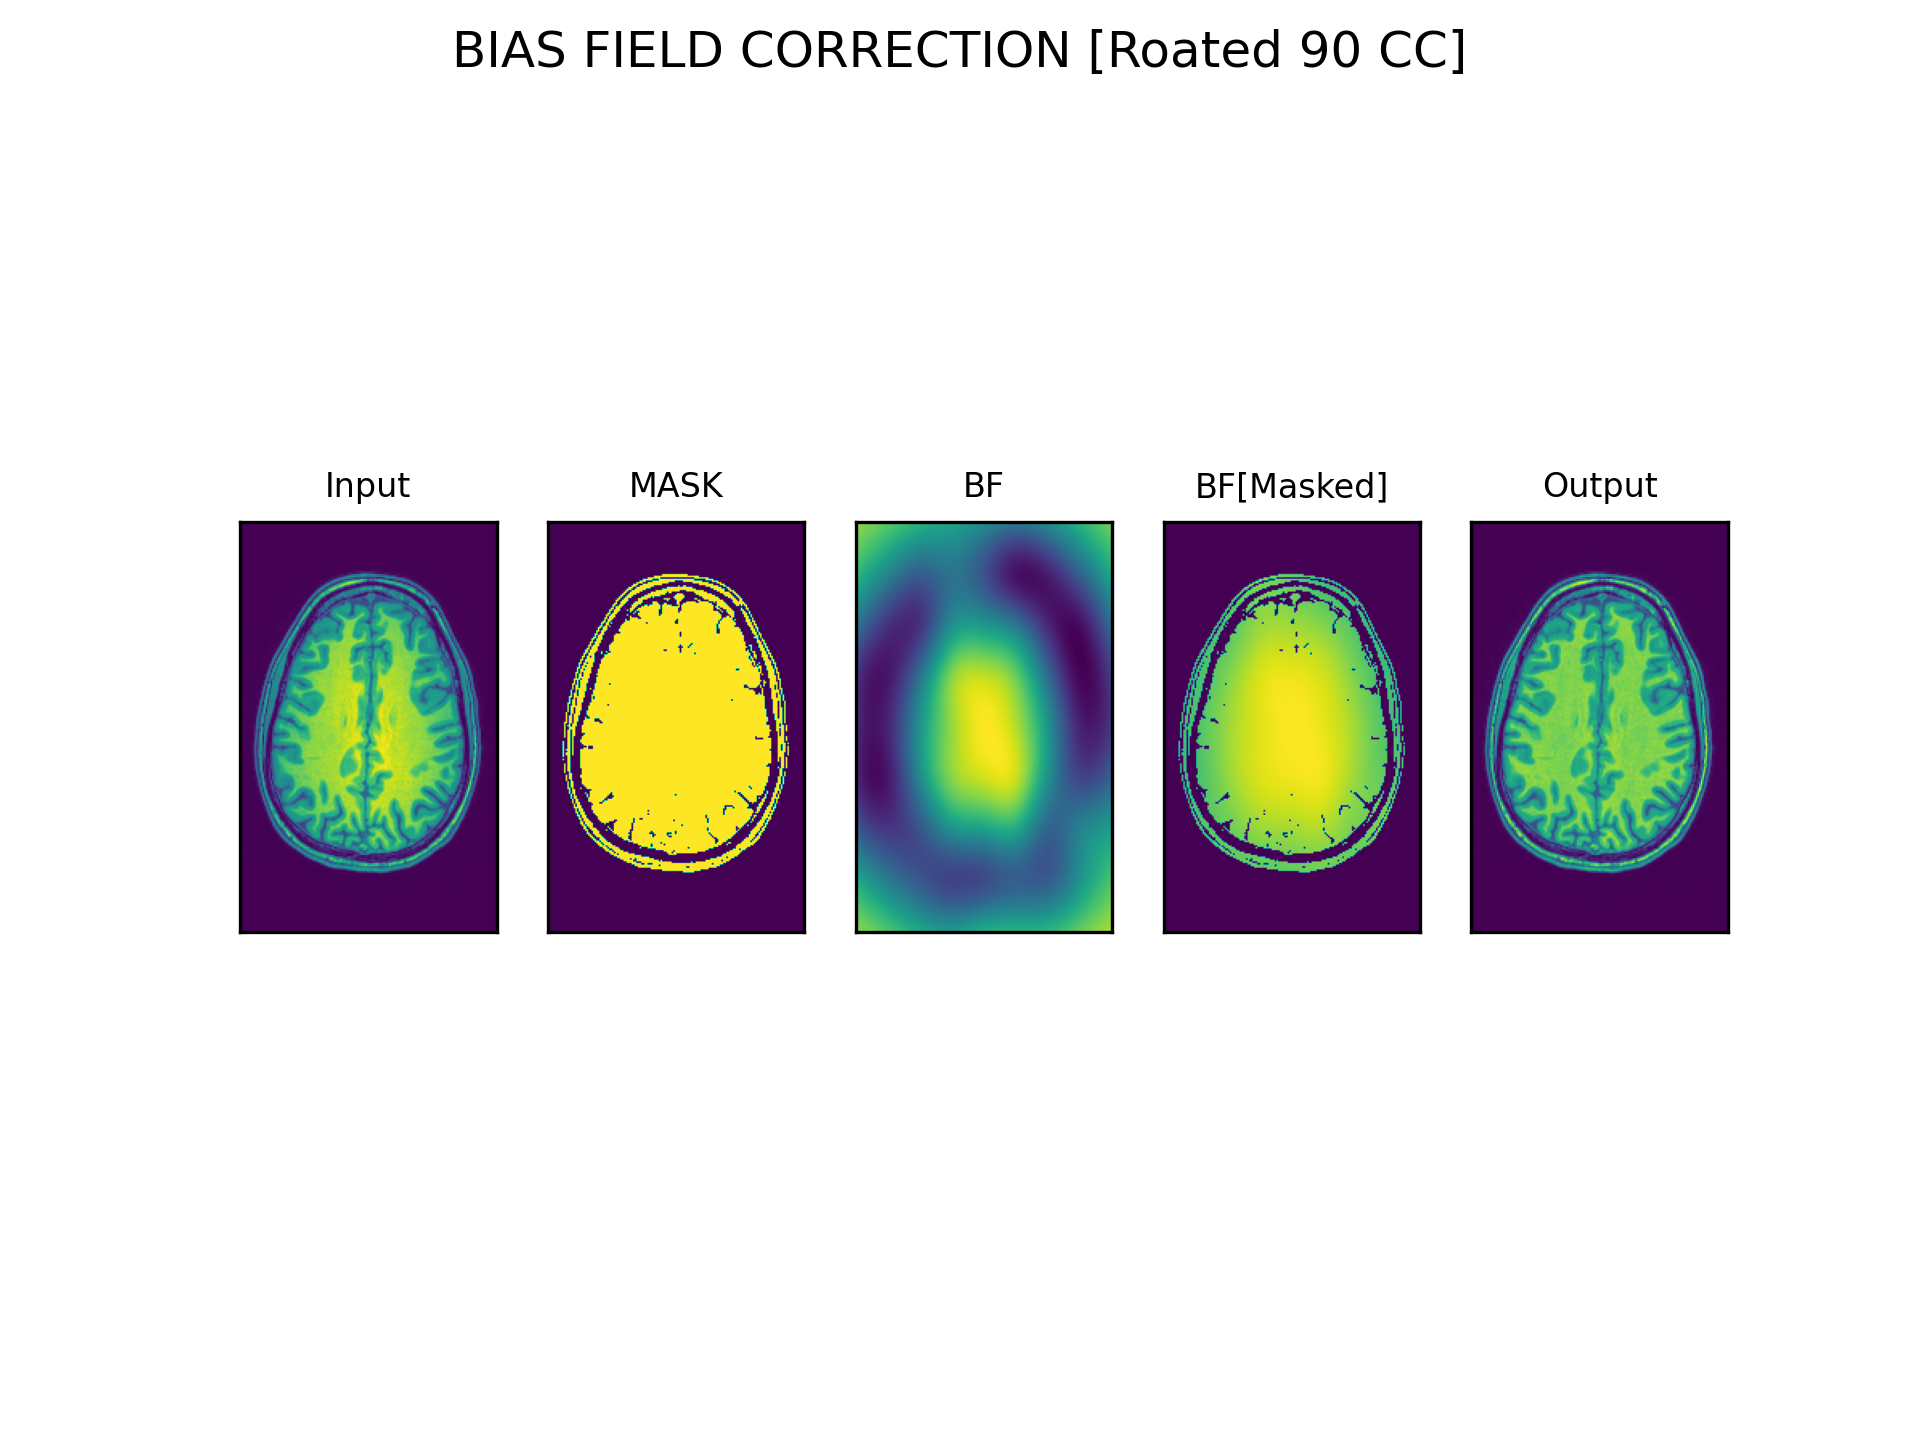 BIAS FIELD CORRECTION [Roated 90 CC]
Input
MASK
BF
BF[Masked]
Output